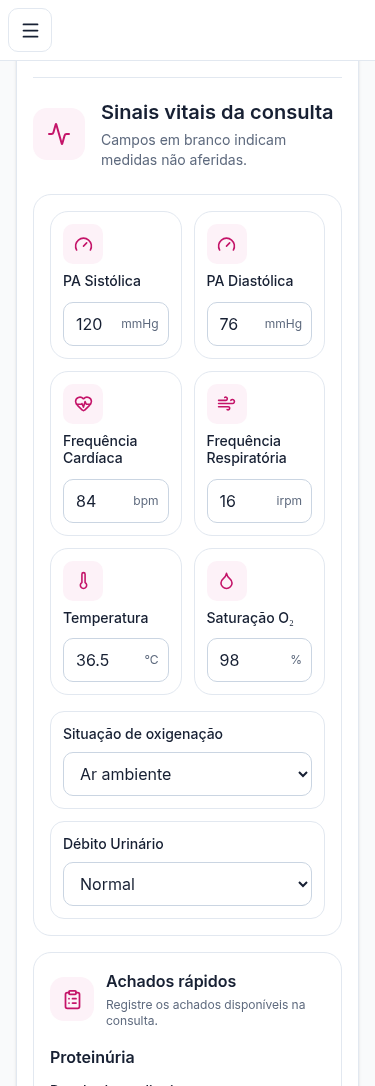 Sinais vitais da consulta
Campos em branco indicam
medidas não aferidas.
PA Sistólica
120 mmHg
PA Diastólica
76 mmHg
Frequência
Cardíaca
84 bpm
Frequência
Respiratória
16 irpm
Temperatura
36.5 °C
Saturação O₂
98 %
Situação de oxigenação
Ar ambiente
Débito Urinário
Normal
Achados rápidos
Registre os achados disponíveis na
consulta.
Proteinúria